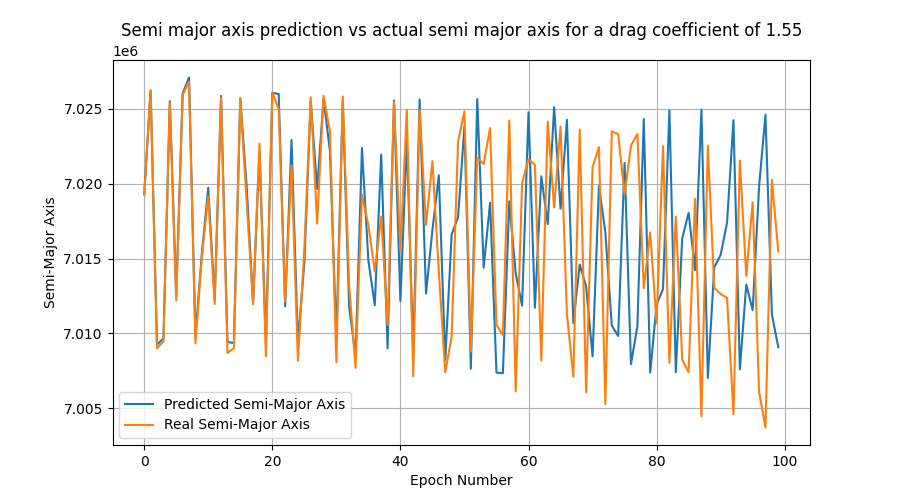 Semi major axis prediction vs actual semi major axis for a drag coefficient of 1.55
1e6
7.025
7.020
7.015
7.010
7.005
Semi-Major Axis
Predicted Semi-Major Axis
Real Semi-Major Axis
0 20 40 60 80 100
Epoch Number